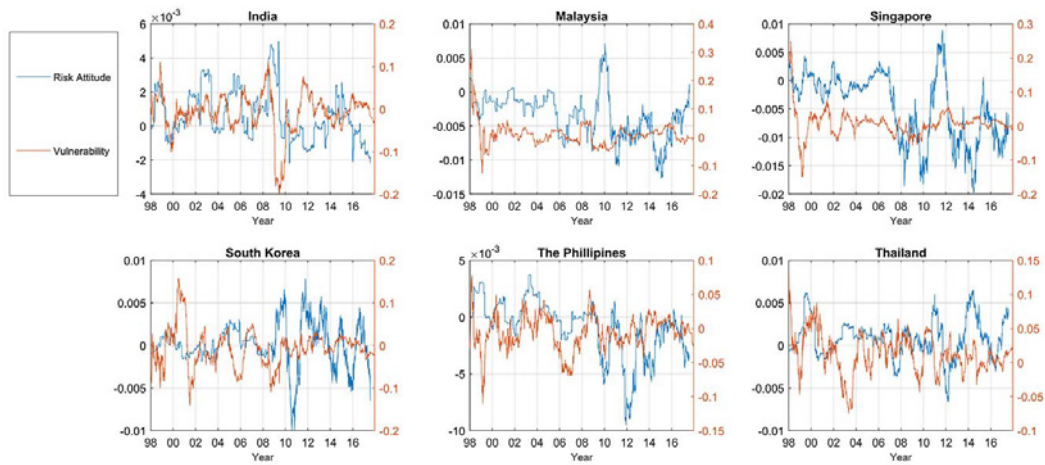 India
Malaysia
Singapore
Risk Attitude
Vulnerability
6 ×10⁻³ 0.2
4
0.1
2
0
0
-0.1
-2
-4 -0.2
98 00 02 04 06 08 10 12 14 16
Year
0.01 0.4
0.005 0.3
0 0.2
0.1
-0.005
0
-0.01
-0.1
-0.015 -0.2
98 00 02 04 06 08 10 12 14 16
Year
0.01 0.3
0.005 0.2
0
0.1
-0.005
0
-0.01
-0.015 -0.1
-0.02 -0.2
98 00 02 04 06 08 10 12 14 16
Year
South Korea
The Phillipines
Thailand
0.01 0.2
0.005 0.1
0 0
-0.005 -0.1
-0.01 -0.2
98 00 02 04 06 08 10 12 14 16
Year
5 ×10⁻³ 0.1
0.05
0
0
-0.05
-5
-0.1
-10 -0.15
98 00 02 04 06 08 10 12 14 16
Year
0.01 0.15
0.005 0.1
0.05
0
0
-0.005 -0.05
0.01 -0.1
98 00 02 04 06 08 10 12 14 16
Year